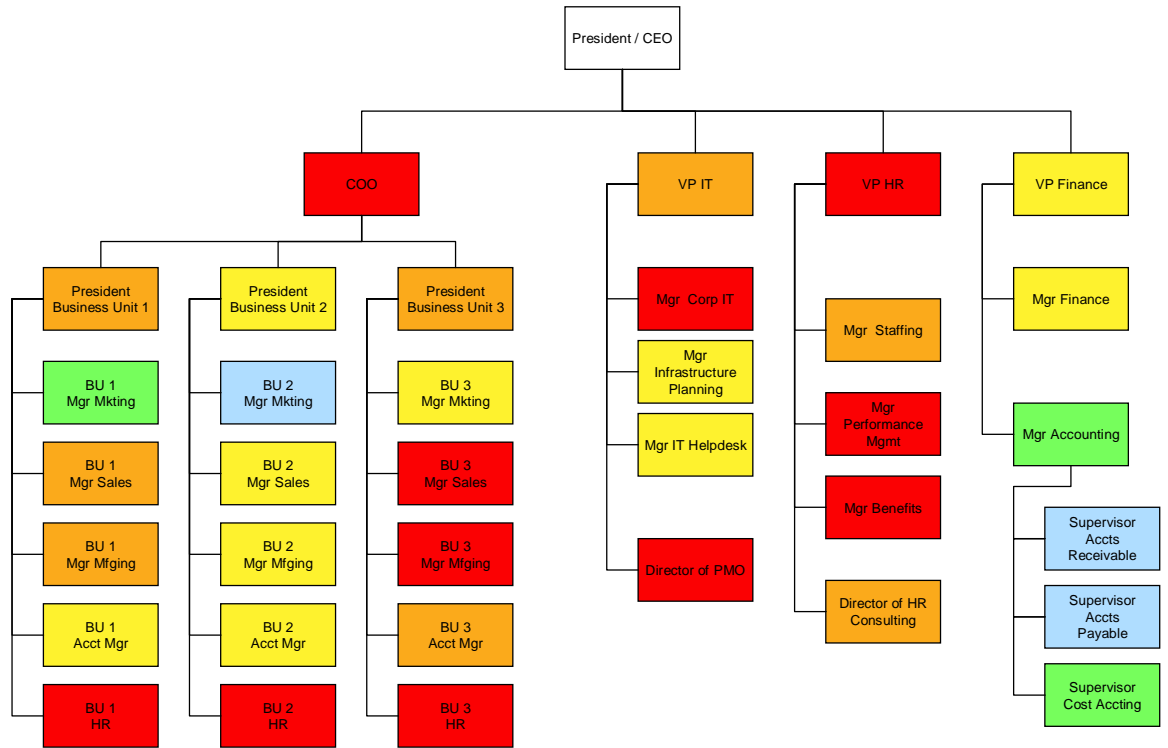 President / CEO
COO
VP IT
VP HR
VP Finance
President
Business Unit 1
President
Business Unit 2
President
Business Unit 3
BU 1
Mgr Mkting
BU 2
Mgr Mkting
BU 3
Mgr Mkting
BU 1
Mgr Sales
BU 2
Mgr Sales
BU 3
Mgr Sales
BU 1
Mgr Mfging
BU 2
Mgr Mfging
BU 3
Mgr Mfging
BU 1
Acct Mgr
BU 2
Acct Mgr
BU 3
Acct Mgr
BU 1
HR
BU 2
HR
BU 3
HR
Mgr Corp IT
Mgr
Infrastructure
Planning
Mgr IT Helpdesk
Director of PMO
Mgr Staffing
Mgr
Performance
Mgmt
Mgr Benefits
Director of HR
Consulting
Mgr Finance
Mgr Accounting
Supervisor
Accts
Receivable
Supervisor
Accts
Payable
Supervisor
Cost Accting